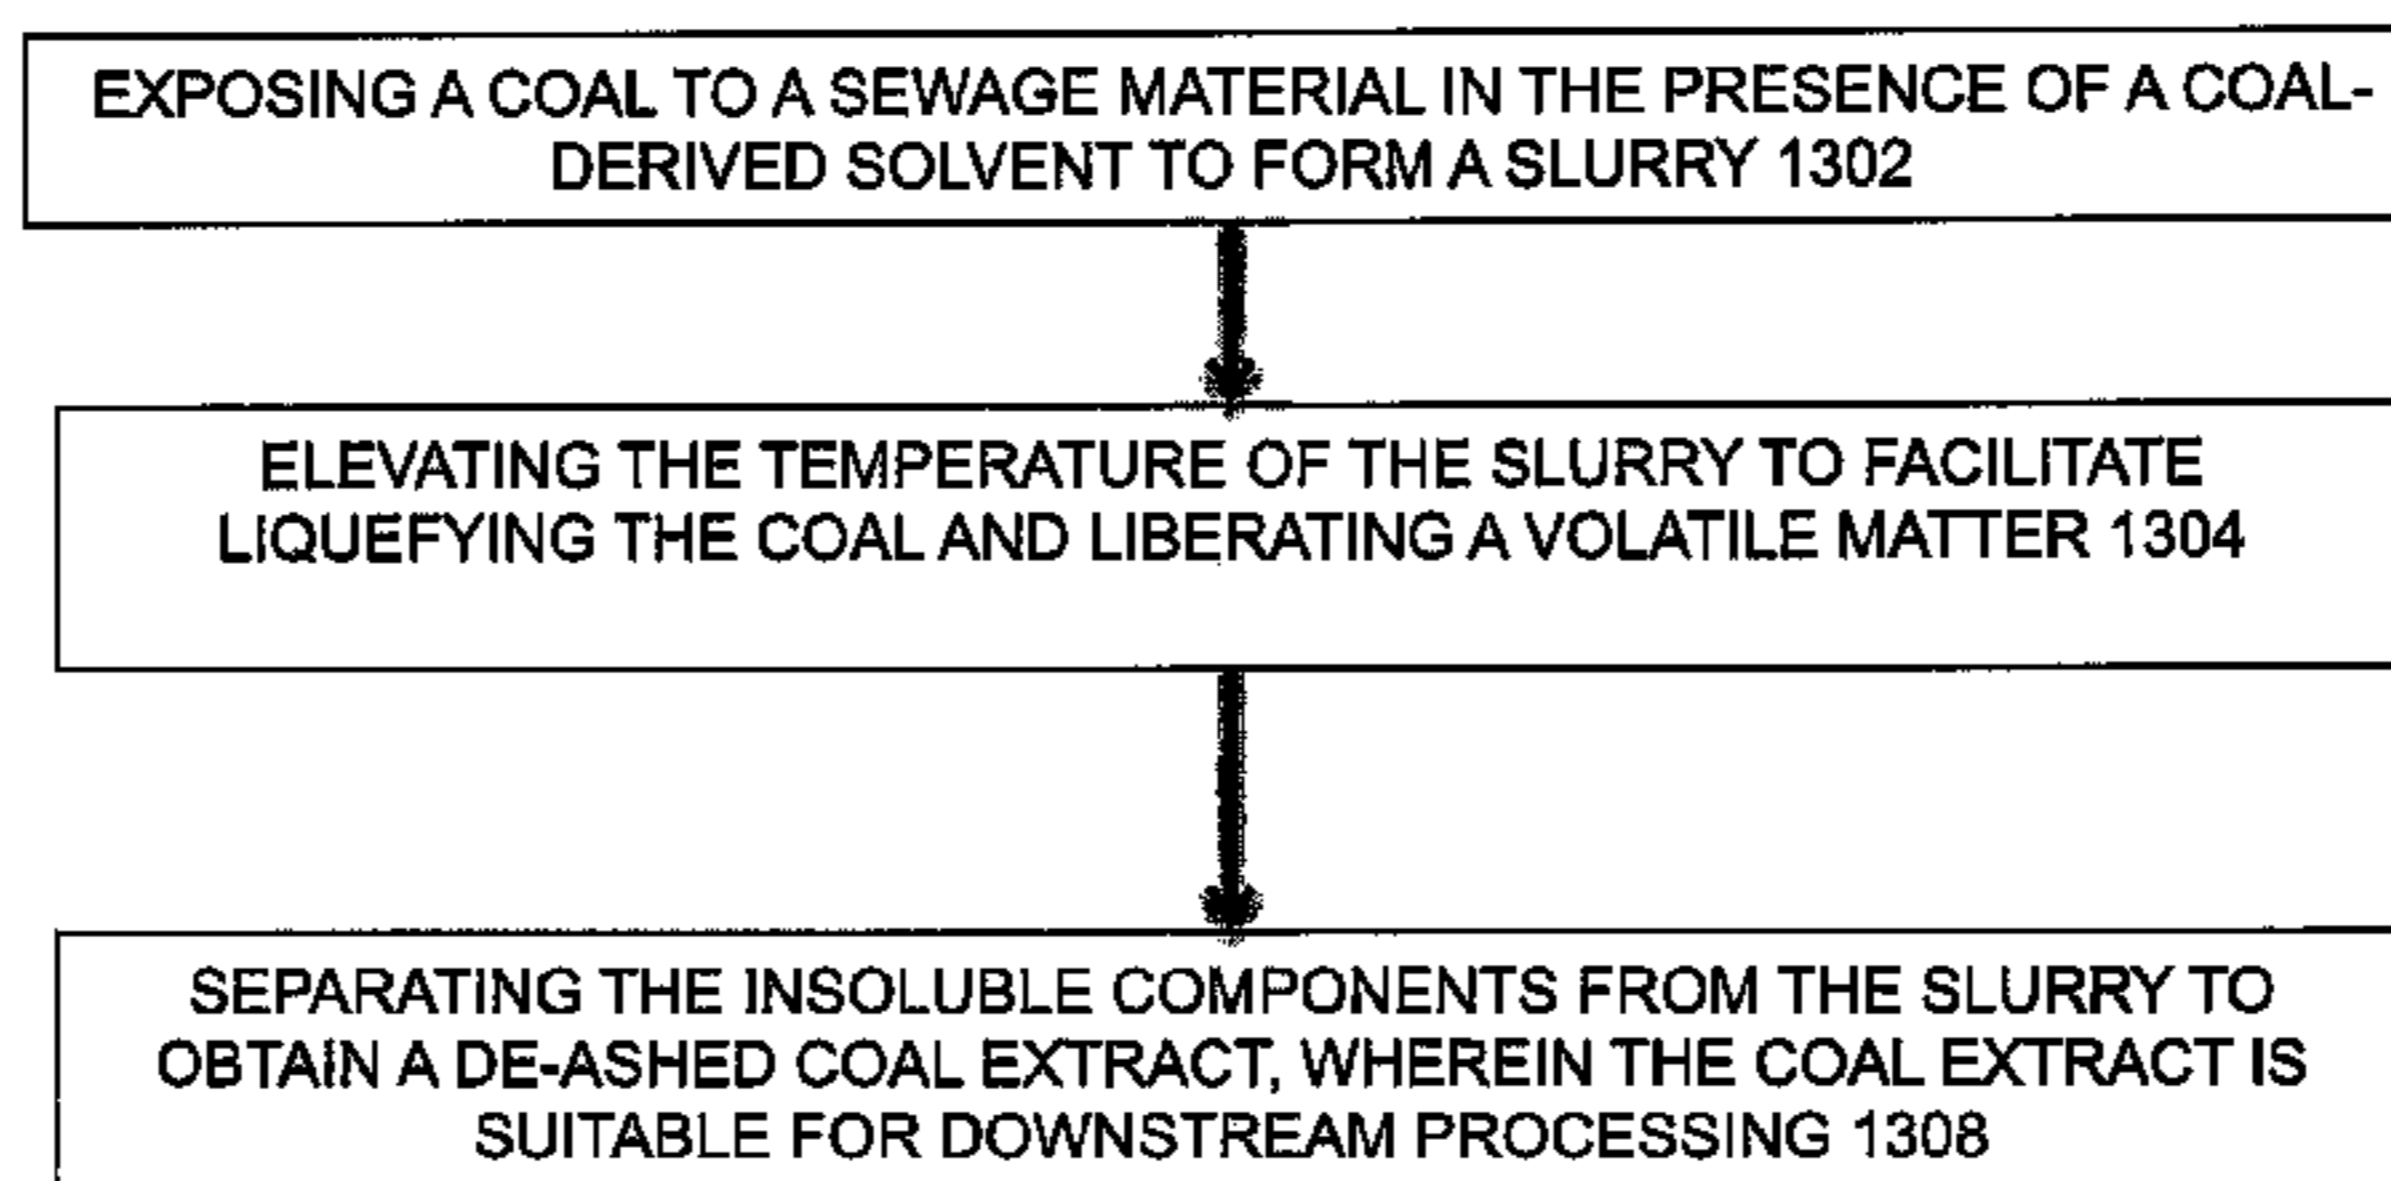 EXPOSING A COAL TO A SEWAGE MATERIAL IN THE PRESENCE OF A COAL-
DERIVED SOLVENT TO FORM A SLURRY 1302
ELEVATING THE TEMPERATURE OF THE SLURRY TO FACILITATE
LIQUEFYING THE COAL AND LIBERATING A VOLATILE MATTER 1304
SEPARATING THE INSOLUBLE COMPONENTS FROM THE SLURRY TO
OBTAIN A DE-ASHED COAL EXTRACT, WHEREIN THE COAL EXTRACT IS
SUITABLE FOR DOWNSTREAM PROCESSING 1308